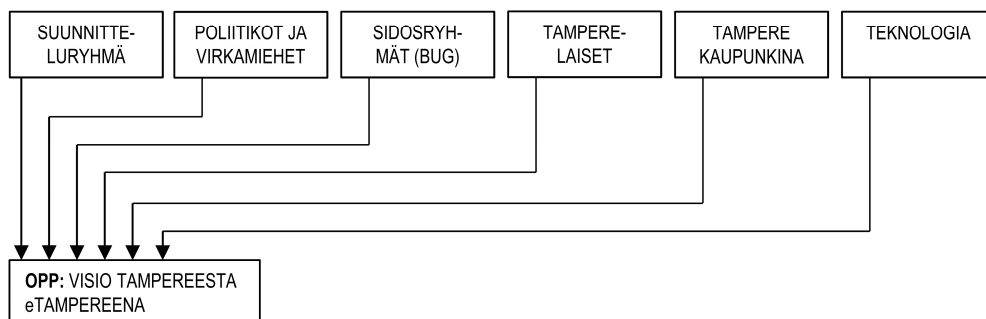 SUUNNITTE-
LURYHMÄ
POLIITIKOT JA
VIRKAMIEHET
SIDOSRYH-
MÄT (BUG)
TAMPERE-
LAISET
TAMPERE
KAUPUNKINA
TEKNOLOGIA
OPP: VISIO TAMPEREESTA
eTAMPEREENA